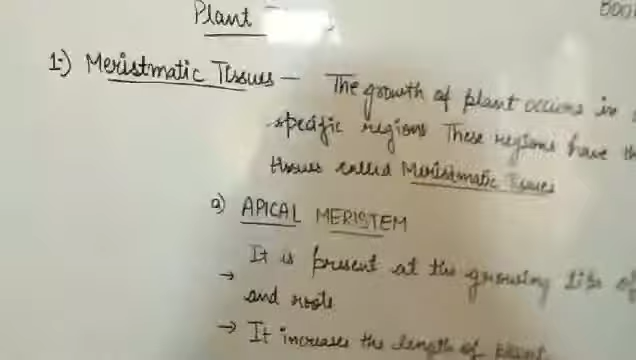 Plant
1:) Meristmatic Tissues - The growth of plant occurs in
specific regions These regions have
tissues called Meristmatic Tissues
a) APICAL MERISTEM
It is present at the growing tips of
→ and roots
→ It increases the length of plant